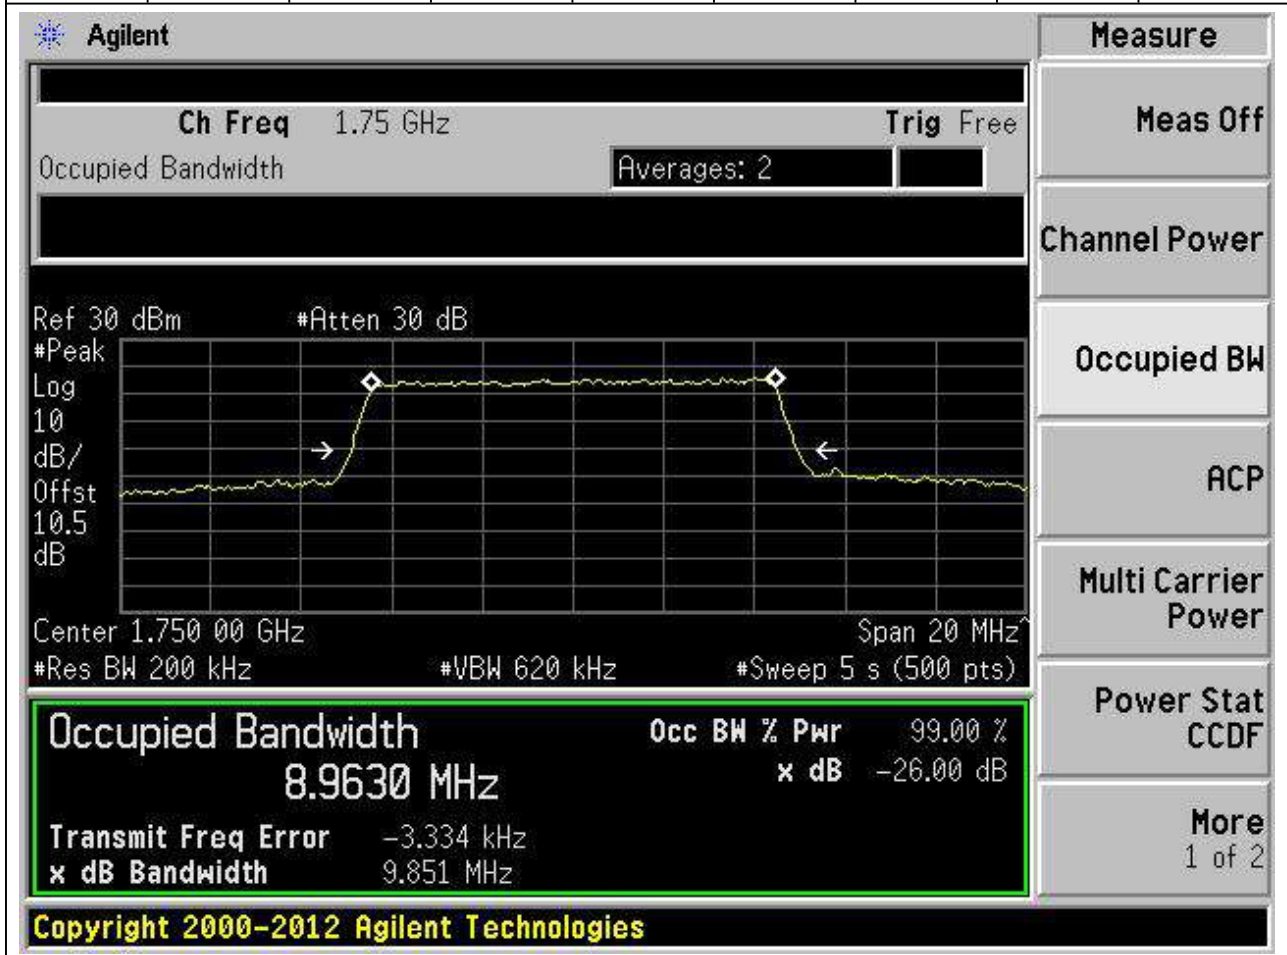 Agilent
Measure
Ch Freq 1.75 GHz Trig Free
Occupied Bandwidth Averages: 2
Meas Off
Channel Power
Occupied BW
ACP
Multi Carrier
Power
Power Stat
CCDF
More
1 of 2
Ref 30 dBm #Atten 30 dB
#Peak
Log
10
dB/
Offst
10.5
dB
Center 1.750 00 GHz Span 20 MHz^
#Res BW 200 kHz #VBW 620 kHz #Sweep 5 s (500 pts)
Occupied Bandwidth Occ BW % Pwr 99.00 %
8.9630 MHz x dB -26.00 dB
Transmit Freq Error -3.334 kHz
x dB Bandwidth 9.851 MHz
Copyright 2000-2012 Agilent Technologies